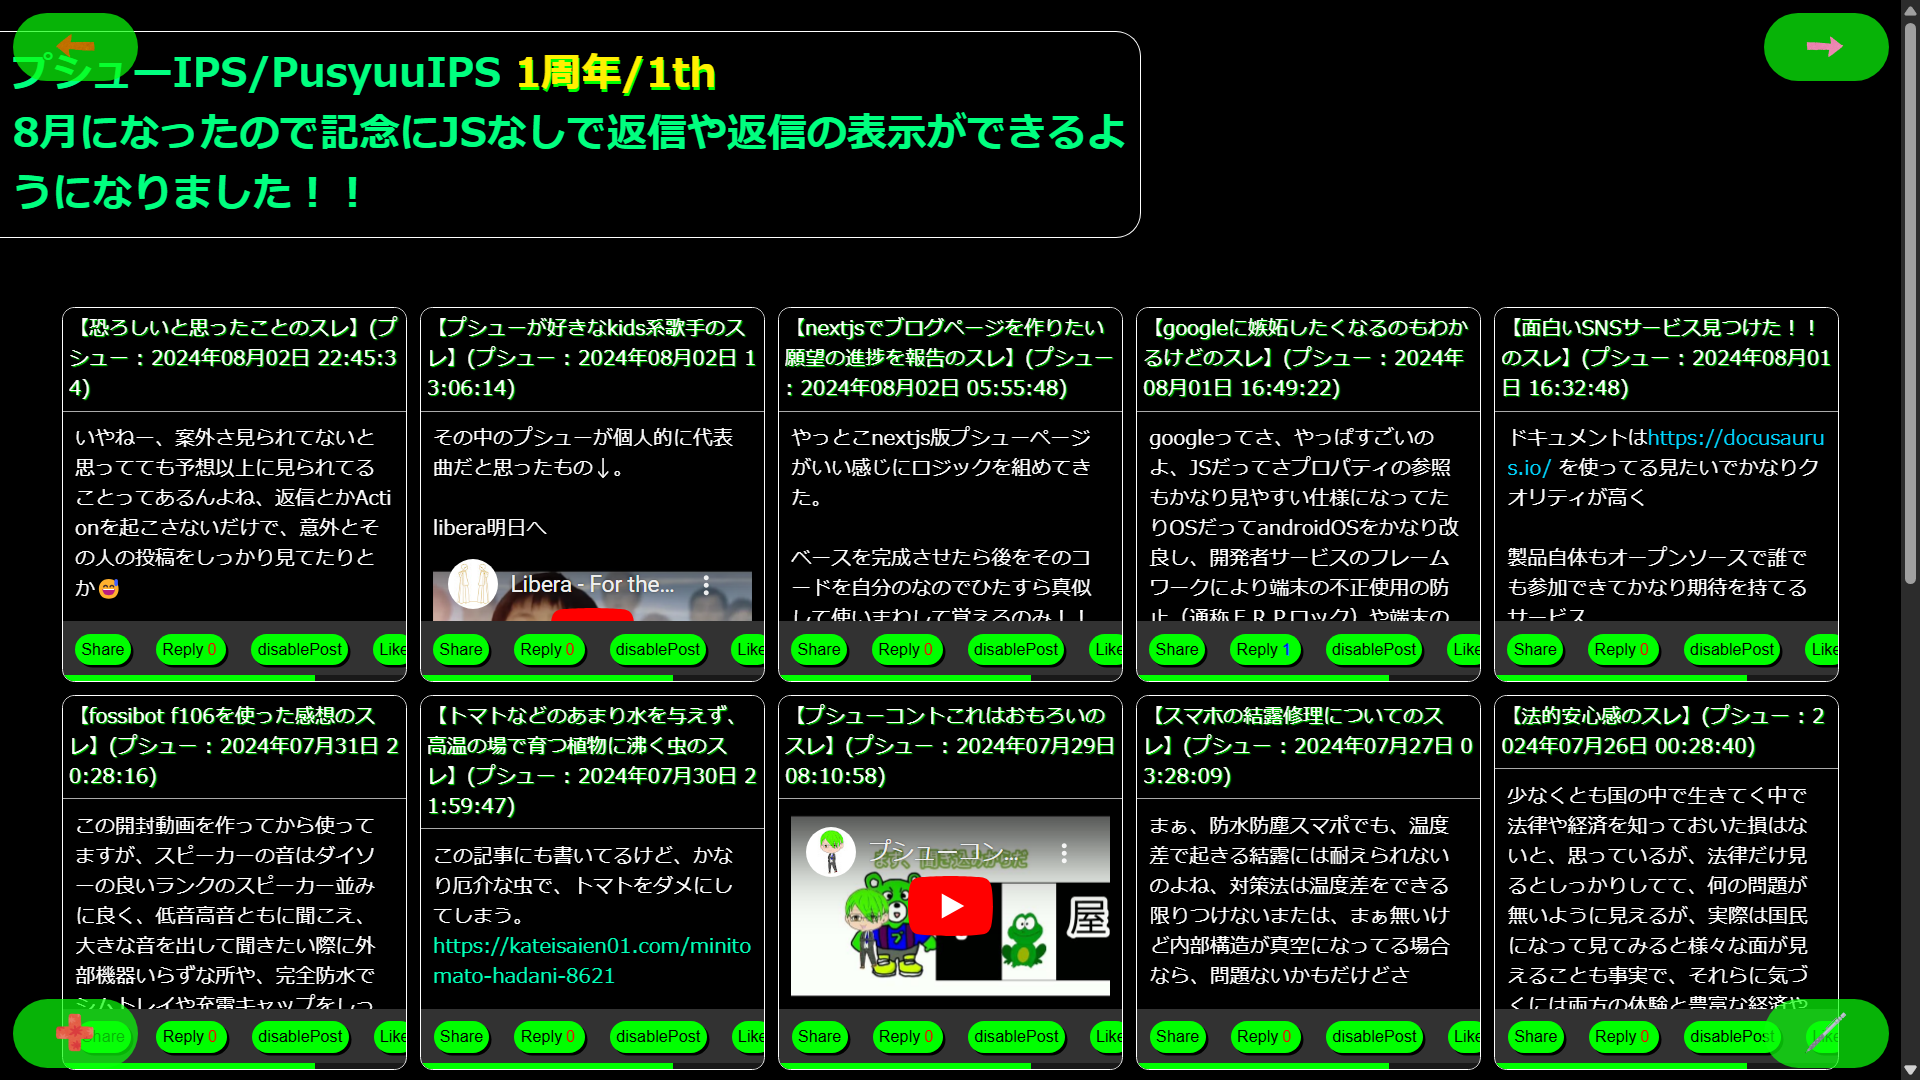 プシューIPS/PusyuuIPS 1周年/1th
8月になったので記念にJSなしで返信や返信の表示ができるよ
うになりました！！
【恐ろしいと思ったことのスレ】(プ
シュー：2024年08月02日 22:45:3
4)
いやねー、案外さ見られてないと
思ってても予想以上に見られてる
ことってあるんよね、返信とかActi
onを起こさないだけで、意外とそ
の人の投稿をしっかり見てたりと
か😅
Share Reply 0 disablePost Like
【プシューが好きなkids系歌手のス
レ】(プシュー：2024年08月02日 1
3:06:14)
その中のプシューが個人的に代表
曲だと思ったもの↓。
libera明日へ
Libera - For the...
Share Reply 0 disablePost Like
【nextjsでブログページを作りたい
願望の進捗を報告のスレ】(プシュー
：2024年08月02日 05:55:48)
やっとこnextjs版プシューページ
がいい感じにロジックを組めてき
た。
ベースを完成させたら後をそのコ
ードを自分のなのでひたすら真似
して使いまわして覚えるのみ！！
Share Reply 0 disablePost Like
【googleに嫉妬したくなるのもわか
るけどのスレ】(プシュー：2024年
08月01日 16:49:22)
googleってさ、やっぱすごいの
よ、JSだってさプロパティの参照
もかなり見やすい仕様になってた
りOSだってandroidOSをかなり改
良し、開発者サービスのフレーム
ワークにより端末の不正使用の防
止（通称ＦＲＰロック）や端末の
Share Reply 1 disablePost Like
【面白いSNSサービス見つけた！！
のスレ】(プシュー：2024年08月01
日 16:32:48)
ドキュメントはhttps://docusauru
s.io/ を使ってる見たいでかなりク
オリティが高く
製品自体もオープンソースで誰で
も参加できてかなり期待を持てる
サービス
Share Reply 0 disablePost Like
【fossibot f106を使った感想のス
レ】(プシュー：2024年07月31日 2
0:28:16)
この開封動画を作ってから使って
ますが、スピーカーの音はダイソ
ーの良いランクのスピーカー並み
に良く、低音高音ともに聞こえ、
大きな音を出して聞きたい際に外
部機器いらずな所や、完全防水で
シムトレイや充電キャップをしっ
Share Reply 0 disablePost Like
【トマトなどのあまり水を与えず、
高温の場で育つ植物に沸く虫のス
レ】(プシュー：2024年07月30日 2
1:59:47)
この記事にも書いてるけど、かな
り厄介な虫で、トマトをダメにし
てしまう。
https://kateisaien01.com/minito
mato-hadani-8621
Share Reply 0 disablePost Like
【プシューコントこれはおもろいの
スレ】(プシュー：2024年07月29日
08:10:58)
プシューコン...
屋
Share Reply 0 disablePost Like
【スマホの結露修理についてのス
レ】(プシュー：2024年07月27日 0
3:28:09)
まぁ、防水防塵スマポでも、温度
差で起きる結露には耐えられない
のよね、対策法は温度差をできる
限りつけないまたは、まぁ無いけ
ど内部構造が真空になってる場合
なら、問題ないかもだけどさ
Share Reply 0 disablePost Like
【法的安心感のスレ】(プシュー：2
024年07月26日 00:28:40)
少なくとも国の中で生きてく中で
法律や経済を知っておいた損はな
いと、思っているが、法律だけ見
るとしっかりしてて、何の問題が
無いように見えるが、実際は国民
になって見てみると様々な面が見
えることも事実で、それらに気づ
くには両方の体験と豊富な経済や
Share Reply 0 disablePost Like